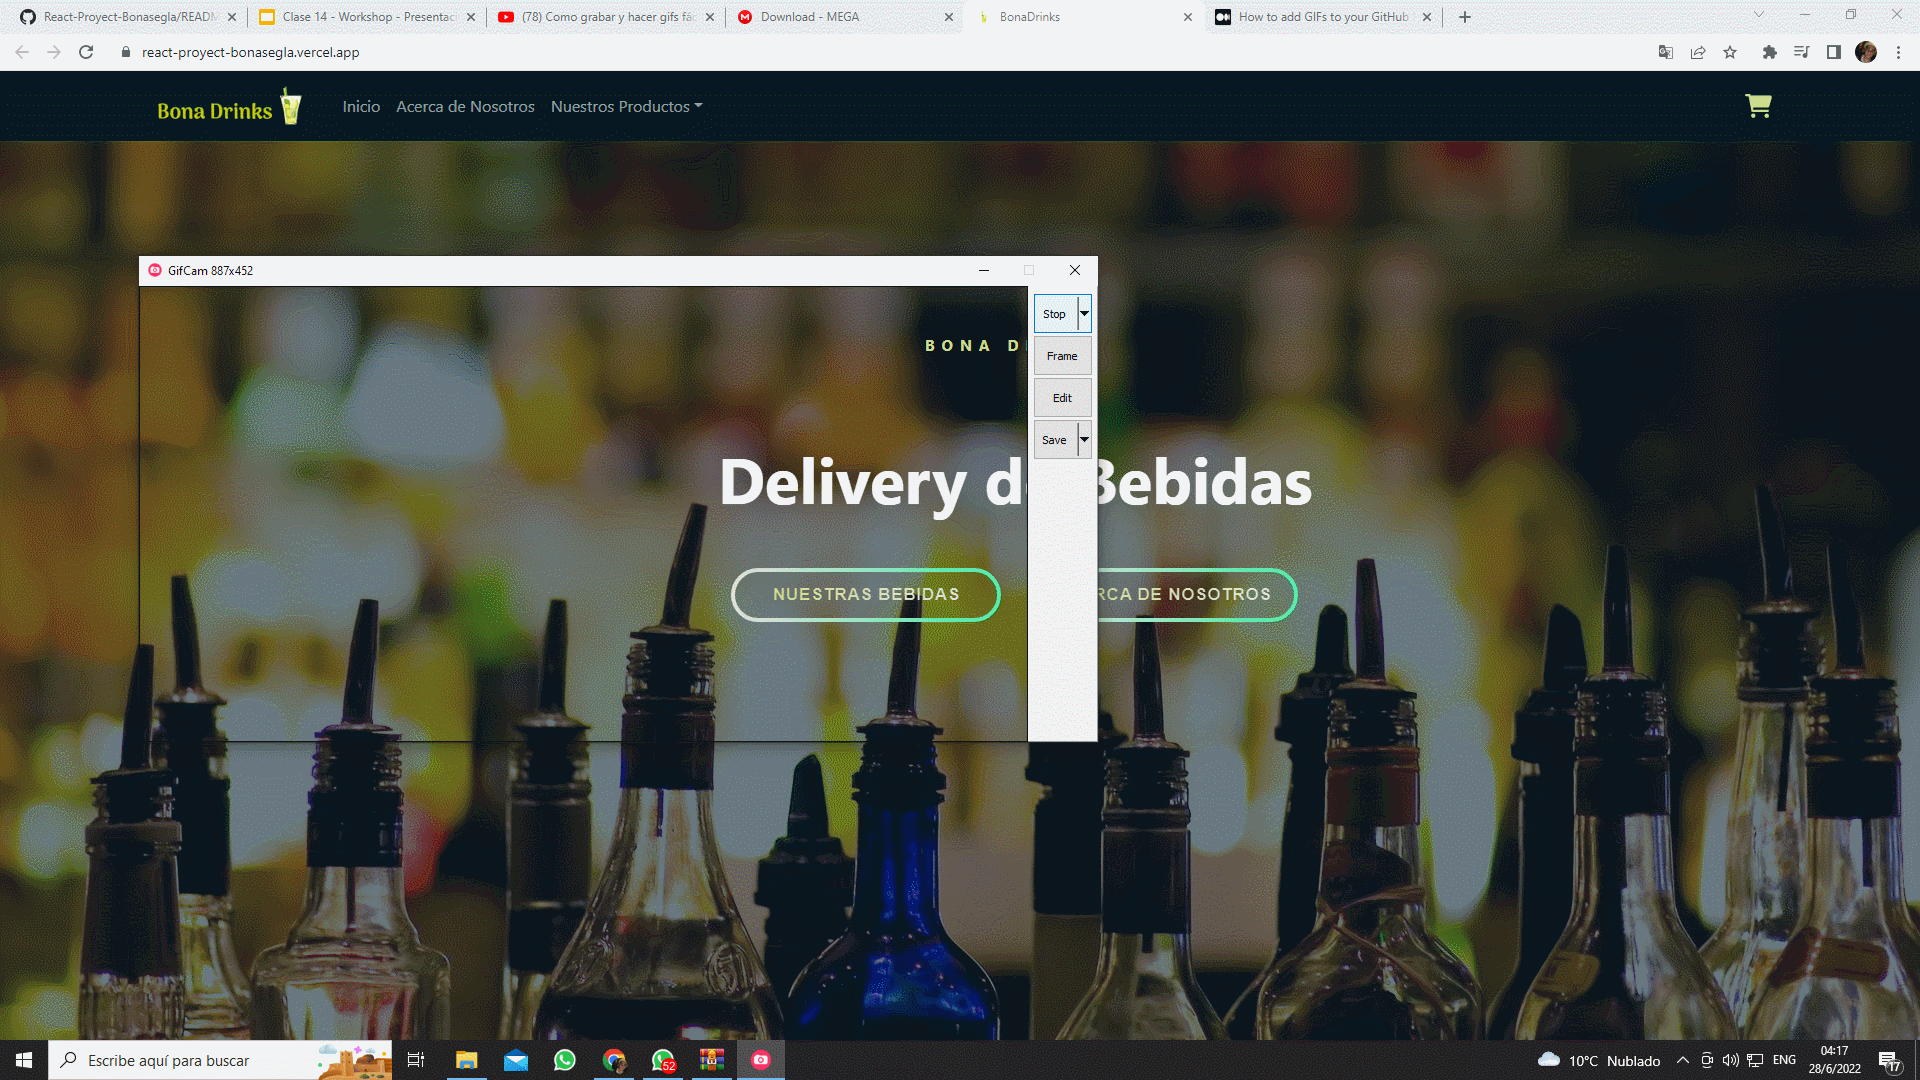 React-Proyect-Bonasegla/READM
Clase 14 - Workshop - Presentaci
(78) Como grabar y hacer gifs fác
Download - MEGA
BonaDrinks
How to add GIFs to your GitHub
react-proyect-bonasegla.vercel.app
Bona Drinks
Inicio
Acerca de Nosotros
Nuestros Productos
GifCam 887x452
Stop
Frame
Edit
Save
BONA D
Delivery d Bebidas
NUESTRAS BEBIDAS
RCA DE NOSOTROS
Escribe aquí para buscar
52
10°C Nublado
ENG
04:17
28/6/2022
17